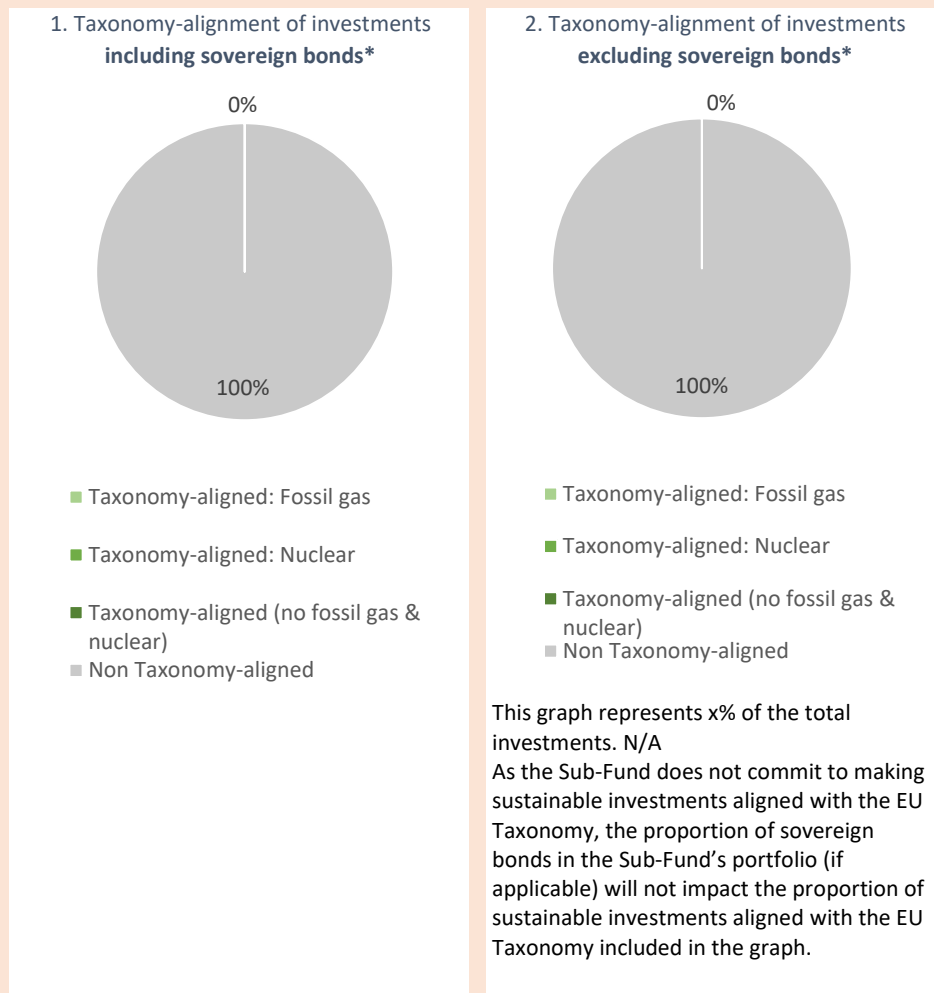 1. Taxonomy-alignment of investments
including sovereign bonds*
0%
100%
Taxonomy-aligned: Fossil gas
Taxonomy-aligned: Nuclear
Taxonomy-aligned (no fossil gas &
nuclear)
Non Taxonomy-aligned
2. Taxonomy-alignment of investments
excluding sovereign bonds*
0%
100%
Taxonomy-aligned: Fossil gas
Taxonomy-aligned: Nuclear
Taxonomy-aligned (no fossil gas &
nuclear)
Non Taxonomy-aligned
This graph represents x% of the total
investments. N/A
As the Sub-Fund does not commit to making
sustainable investments aligned with the EU
Taxonomy, the proportion of sovereign
bonds in the Sub-Fund’s portfolio (if
applicable) will not impact the proportion of
sustainable investments aligned with the EU
Taxonomy included in the graph.